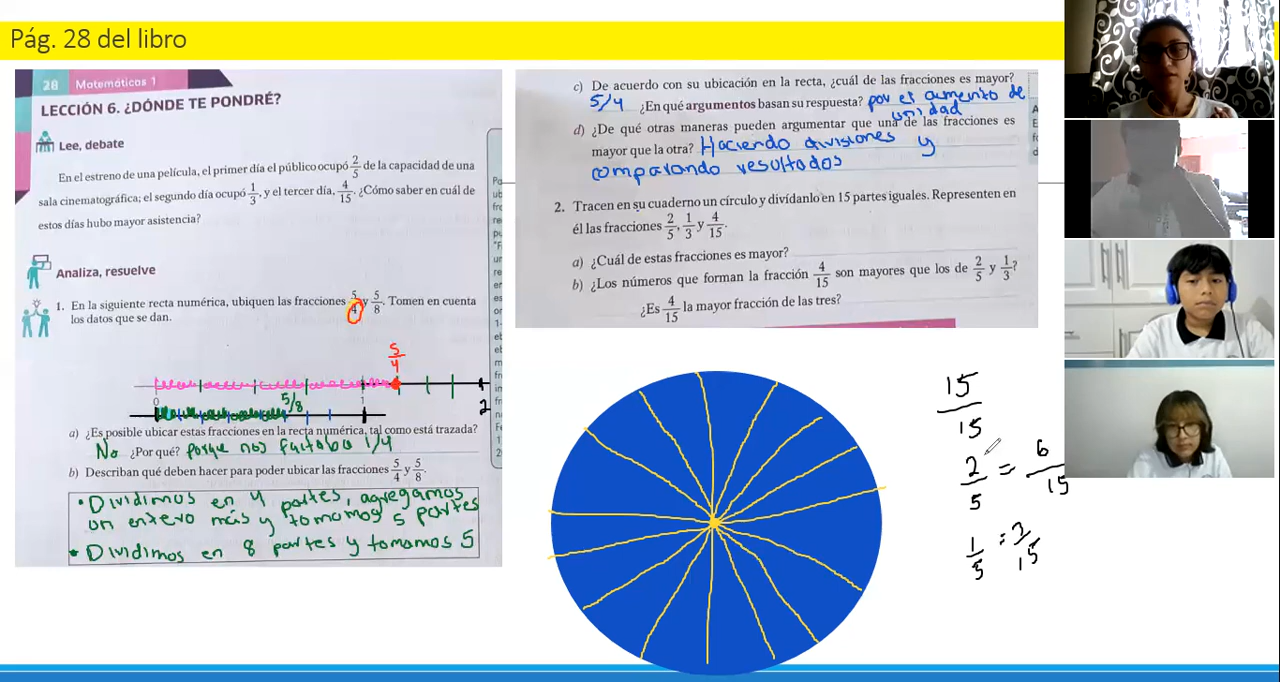 Pág. 28 del libro
28 Matemáticas 1
LECCIÓN 6. ¿DÓNDE TE PONDRÉ?
Lee, debate
En el estreno de una película, el primer día el público ocupó 2/5 de la capacidad de una
sala cinematográfica; el segundo día ocupó 1/3, y el tercer día, 4/15. ¿Cómo saber en cuál de
estos días hubo mayor asistencia?
Analiza, resuelve
1. En la siguiente recta numérica, ubiquen las fracciones 5/4 y 5/8. Tomen en cuenta
los datos que se dan.
5/4
0 5/8 1 2
a) ¿Es posible ubicar estas fracciones en la recta numérica, tal como está trazada?
No ¿Por qué? porque nos faltaba 1/4
b) Describan qué deben hacer para poder ubicar las fracciones 5/4 y 5/8.
• Dividimos en 4 partes, agregamos
un entero más y tomamos 5 partes
• Dividimos en 8 partes y tomamos 5
c) De acuerdo con su ubicación en la recta, ¿cuál de las fracciones es mayor?
5/4 ¿En qué argumentos basan su respuesta? por el aumento de
unidad
d) ¿De qué otras maneras pueden argumentar que una de las fracciones es
mayor que la otra? Haciendo divisiones y
comparando resultados
2. Tracen en su cuaderno un círculo y divídanlo en 15 partes iguales. Representen en
él las fracciones 2/5, 1/3 y 4/15.
a) ¿Cuál de estas fracciones es mayor?
b) ¿Los números que forman la fracción 4/15 son mayores que los de 2/5 y 1/3?
¿Es 4/15 la mayor fracción de las tres?
15/15
2/5 = 6/15
1/5 = 3/15